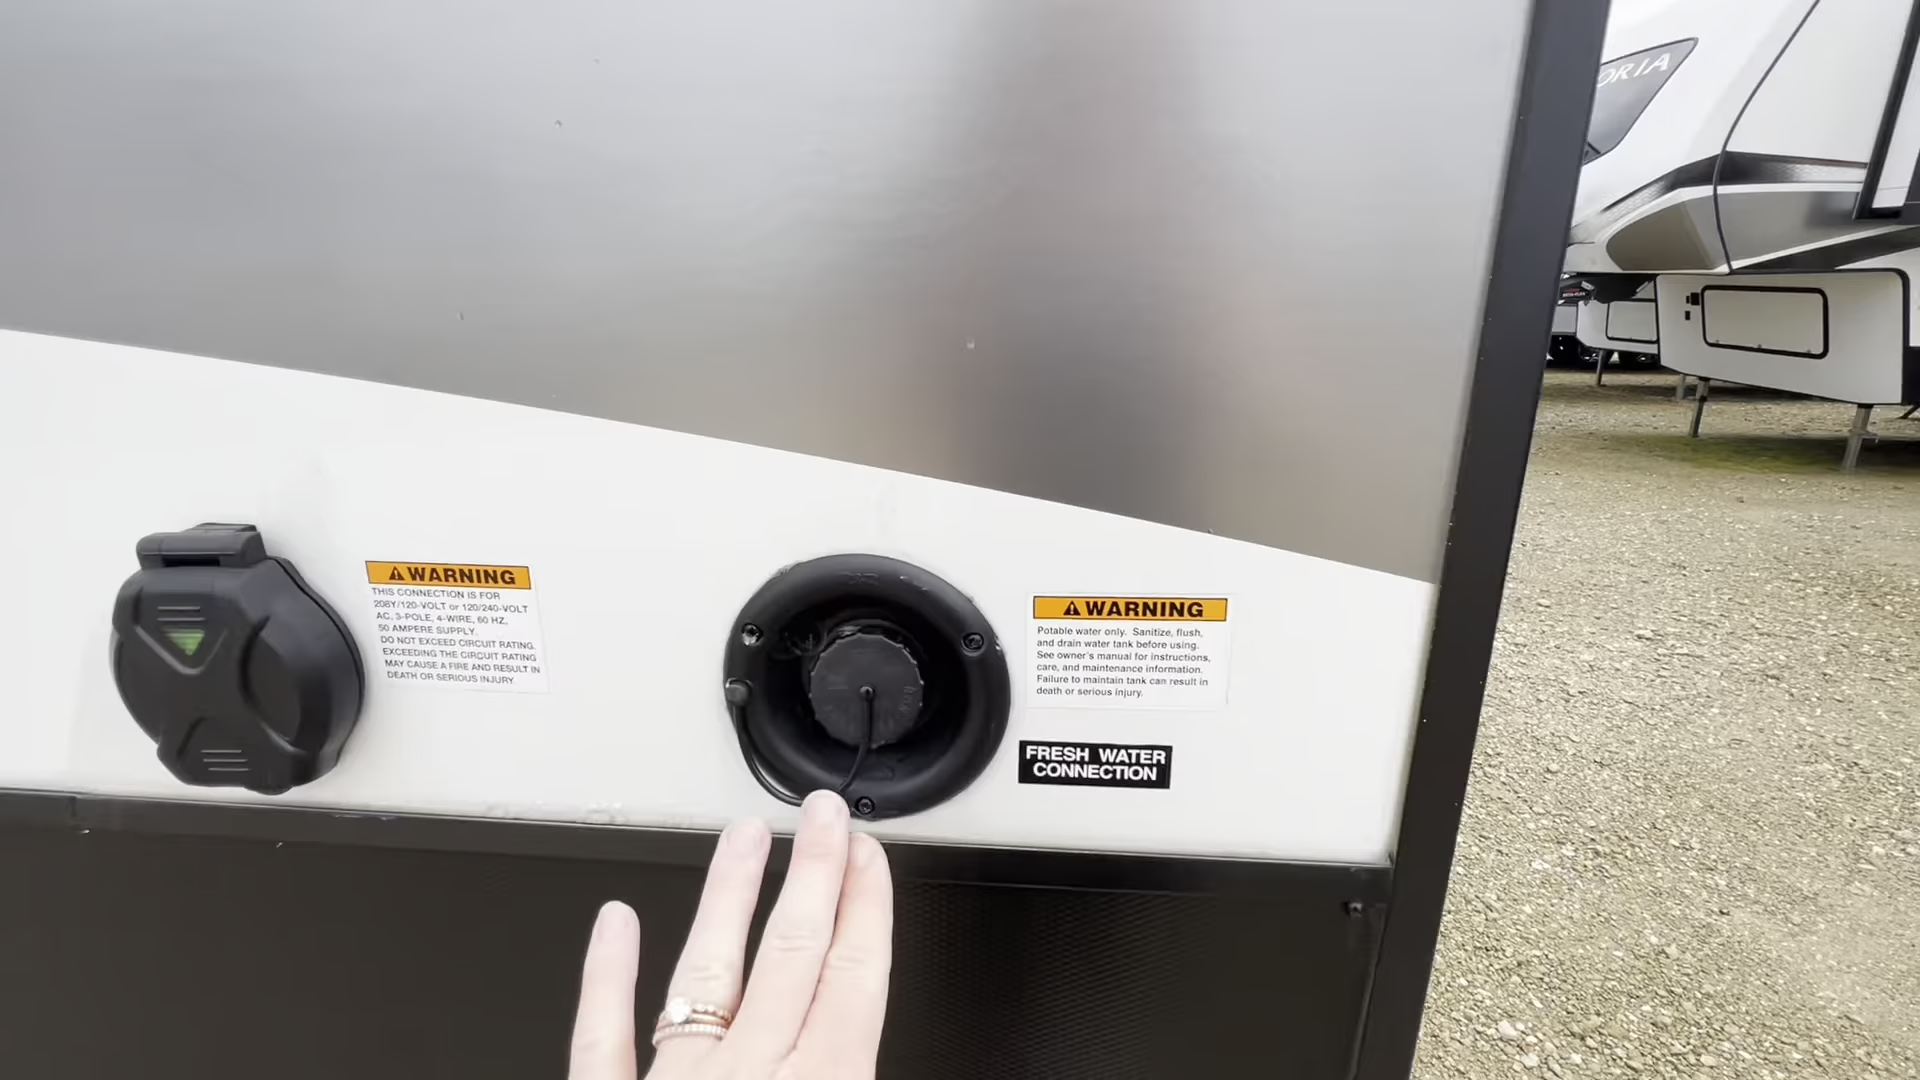 ORIA
WARNING
THIS CONNECTION IS FOR
208Y/120-VOLT or 120/240-VOLT
AC, 3-POLE, 4-WIRE, 60 HZ,
50 AMPERE SUPPLY.
DO NOT EXCEED CIRCUIT RATING.
EXCEEDING THE CIRCUIT RATING
MAY CAUSE A FIRE AND RESULT IN
DEATH OR SERIOUS INJURY.
WARNING
Potable water only. Sanitize, flush,
and drain water tank before using.
See owner's manual for instructions,
care, and maintenance information.
Failure to maintain tank can result in
death or serious injury.
FRESH WATER
CONNECTION